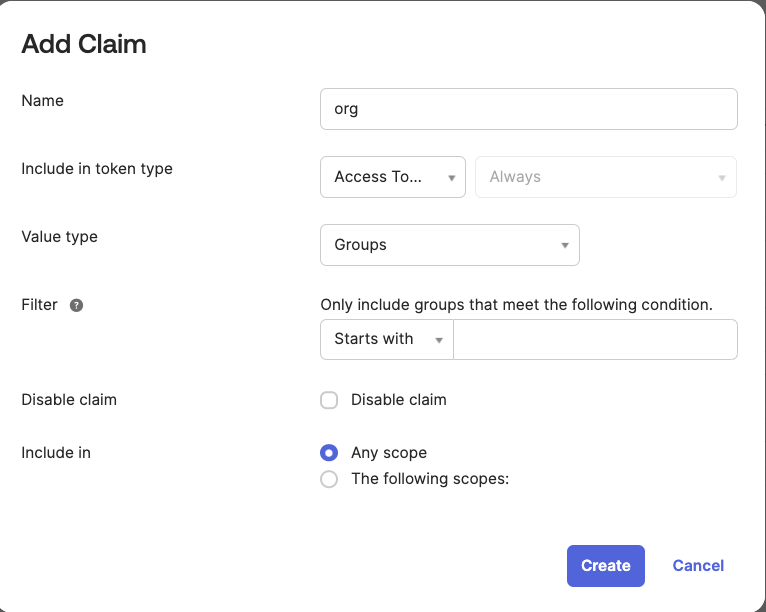 Add Claim
Name
org
Include in token type
Access To...
Always
Value type
Groups
Filter ?
Only include groups that meet the following condition.
Starts with
Disable claim
Disable claim
Include in
Any scope
The following scopes:
Create
Cancel